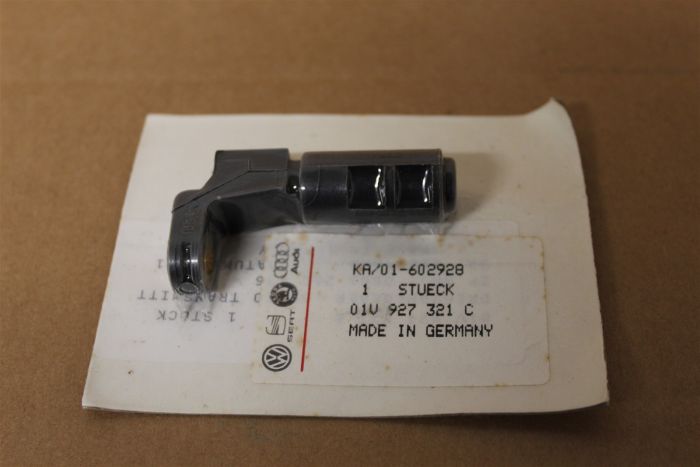 KA/01-602928
1 STUECK
01V 927 321 C
MADE IN GERMANY
Audi
SEAT
1 STUCK